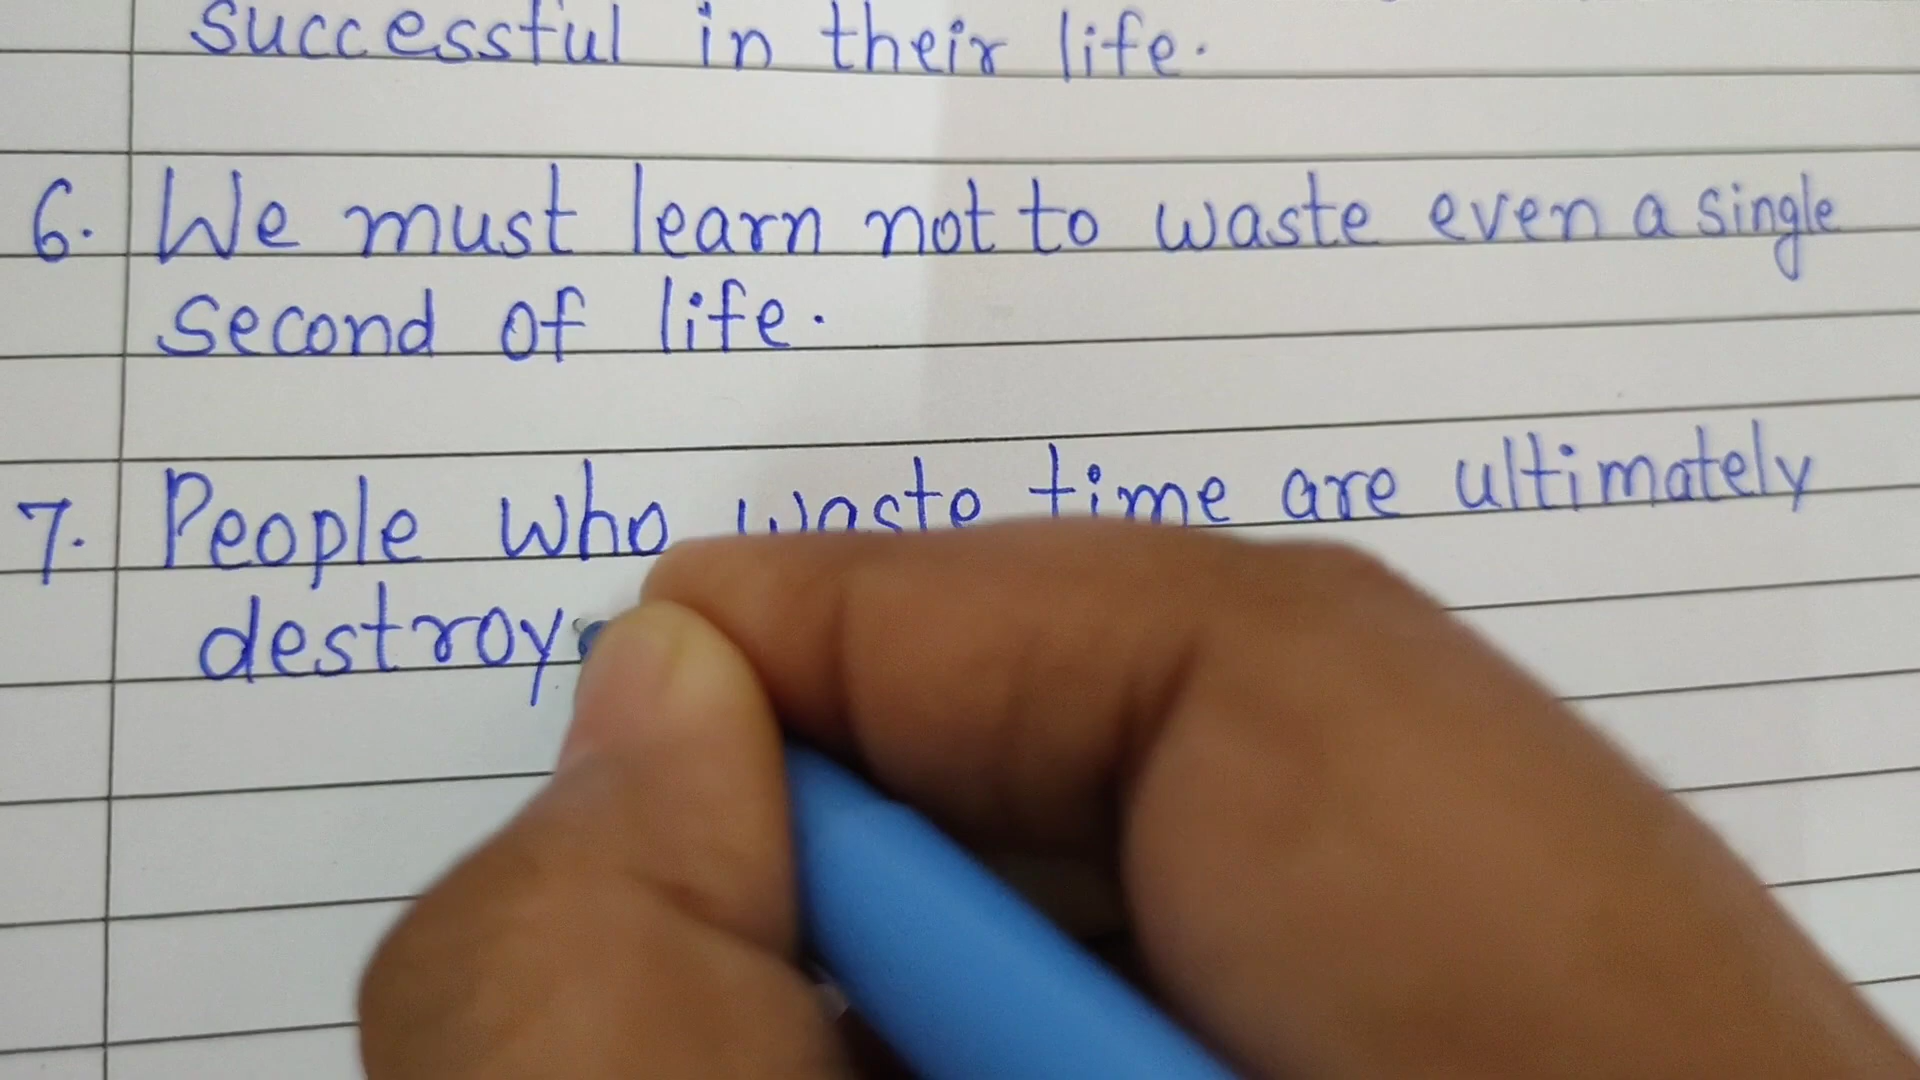 successful in their life.
6. We must learn not to waste even a single
second of life.
7. People who waste time are ultimately
destroy